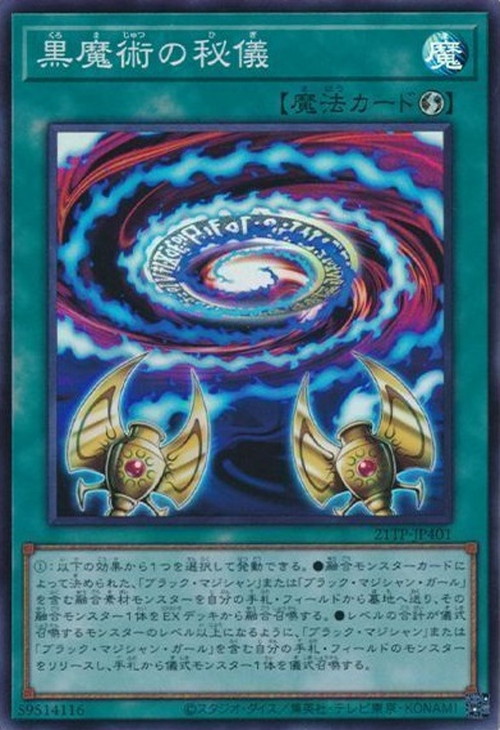 黒魔術の秘儀
魔
【魔法カード】
21TP-JP401
①:以下の効果から1つを選択して発動できる。●融合モンスターカードに
よって決められた、「ブラック・マジシャン」または「ブラック・マジシャン・ガール」
を含む融合素材モンスターを自分の手札・フィールドから墓地へ送り、その
融合モンスター1体をEXデッキから融合召喚する。●レベルの合計が儀式
召喚するモンスターのレベル以上になるように、「ブラック・マジシャン」または
「ブラック・マジシャン・ガール」を含む自分の手札・フィールドのモンスター
をリリースし、手札から儀式モンスター1体を儀式召喚する。
59514116
©スタジオ・ダイス/集英社・テレビ東京・KONAMI